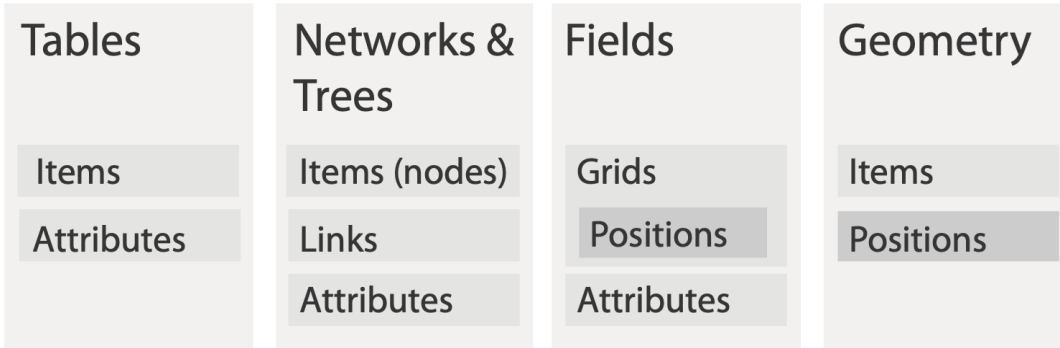 Tables
Items
Attributes
Networks &
Trees
Items (nodes)
Links
Attributes
Fields
Grids
Positions
Attributes
Geometry
Items
Positions